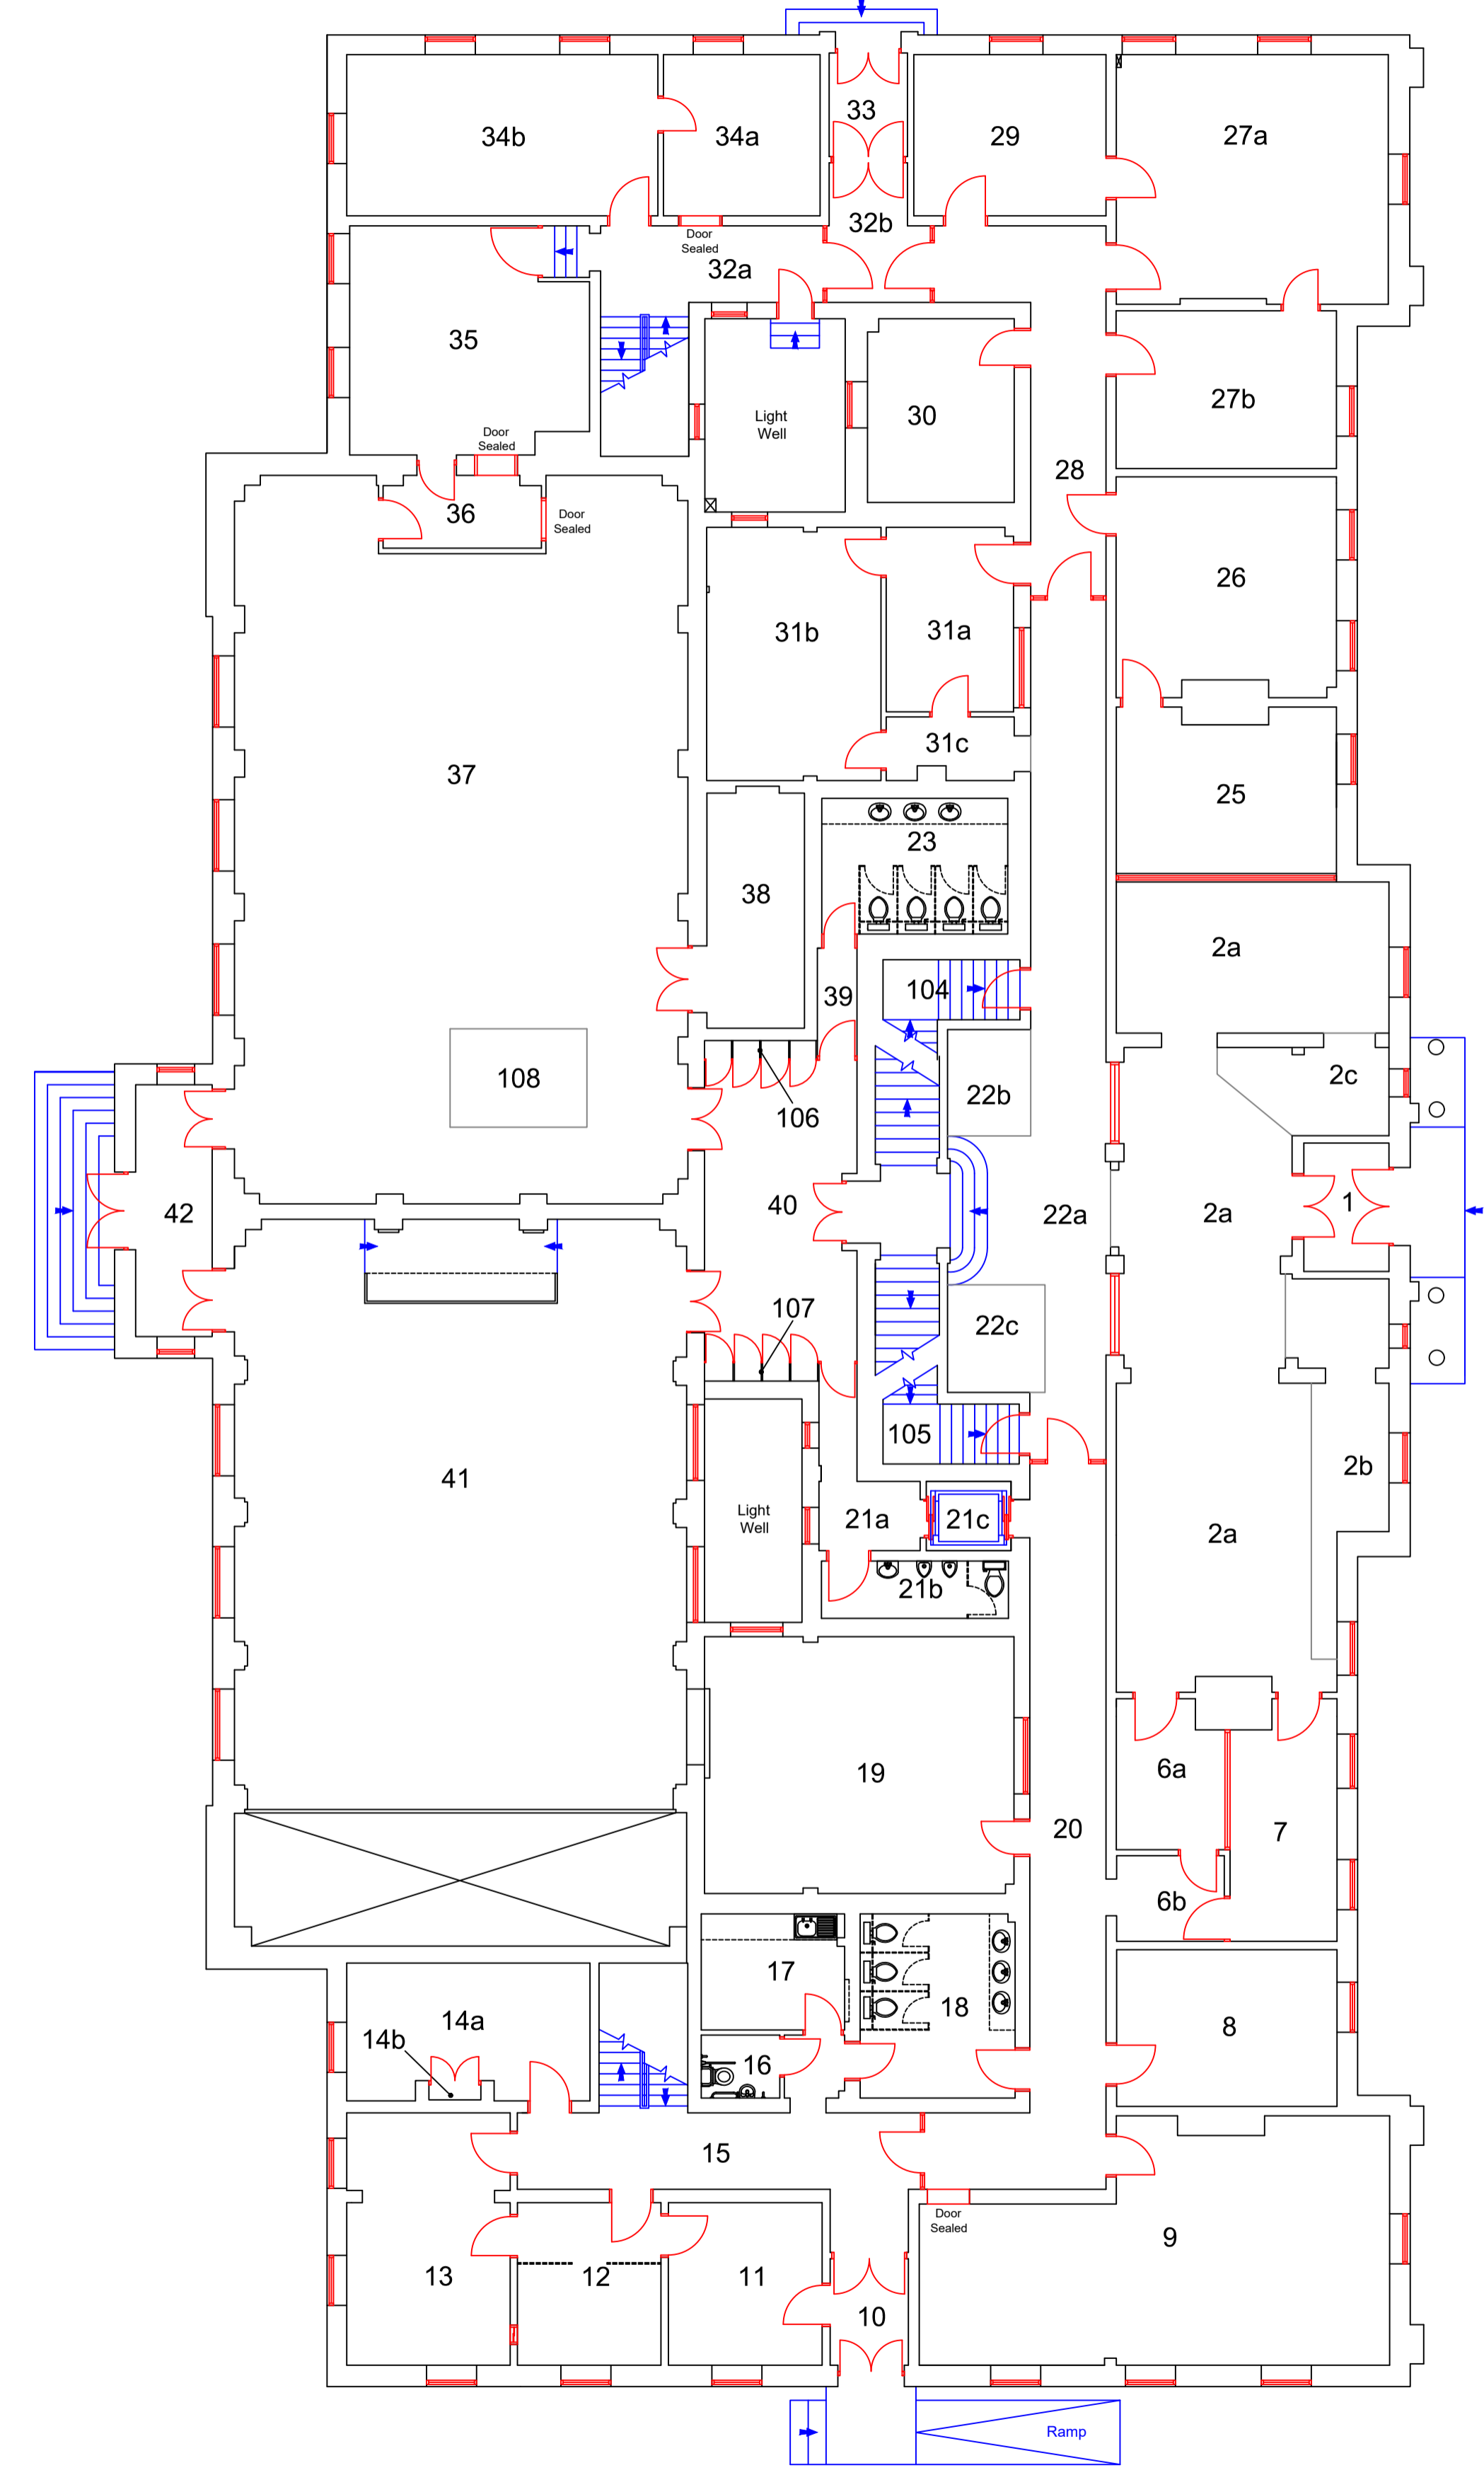 33
34b
34a
29
27a
32b
Door
Sealed
32a
35
27b
30
Light
Well
Door
Sealed
28
36
Door
Sealed
26
31b
31a
31c
37
25
23
38
2a
104
39
108
2c
22b
106
42
40
22a
2a
1
107
22c
105
2b
41
Light
Well
21a
21c
2a
21b
6a
19
20
7
6b
17
14a
18
14b
8
16
15
Door
Sealed
9
13
12
11
10
Ramp